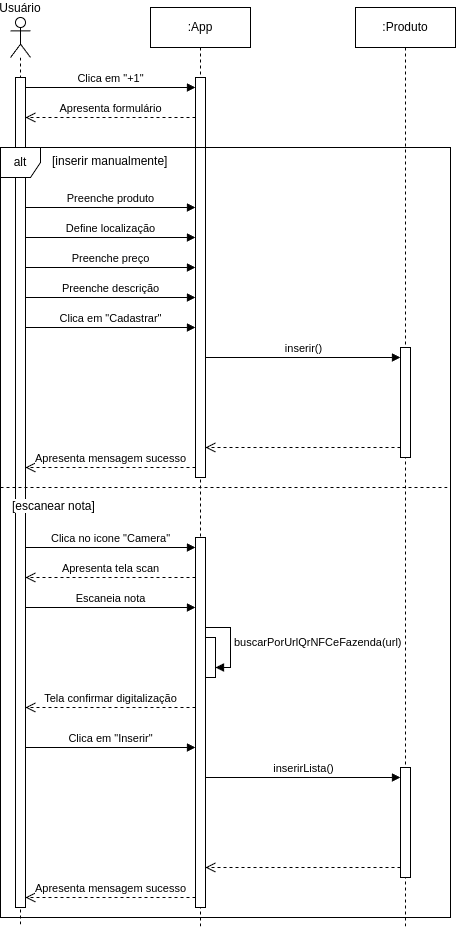 Usuário
:App
:Produto
Clica em "+1"
Apresenta formulário
alt
[inserir manualmente]
Preenche produto
Define localização
Preenche preço
Preenche descrição
Clica em "Cadastrar"
inserir()
Apresenta mensagem sucesso
[escanear nota]
Clica no icone "Camera"
Apresenta tela scan
Escaneia nota
buscarPorUrlQrNFCeFazenda(url)
Tela confirmar digitalização
Clica em "Inserir"
inserirLista()
Apresenta mensagem sucesso